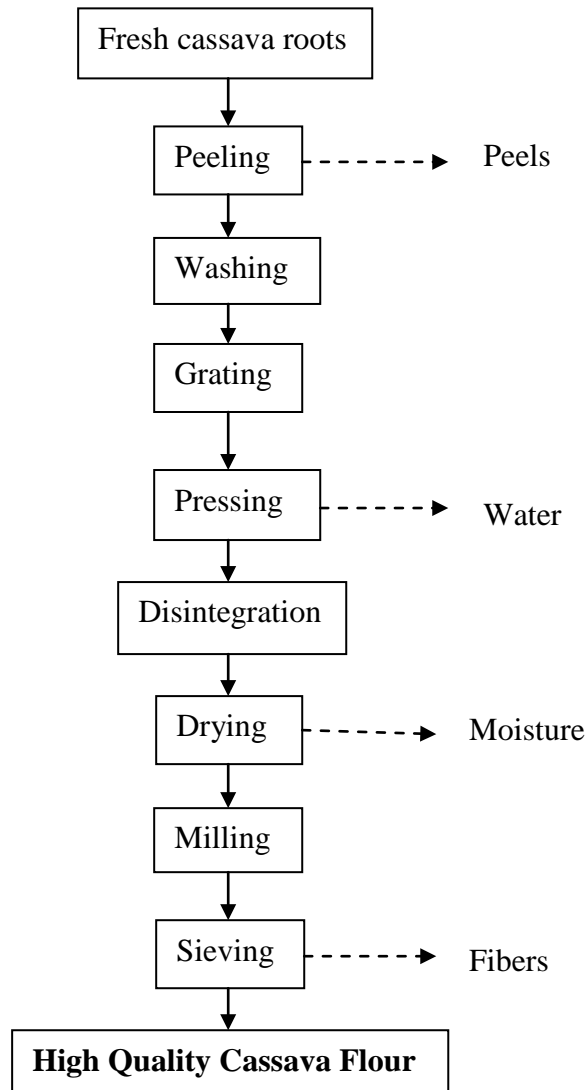 Fresh cassava roots
Peeling
Peels
Washing
Grating
Pressing
Water
Disintegration
Drying
Moisture
Milling
Sieving
Fibers
High Quality Cassava Flour